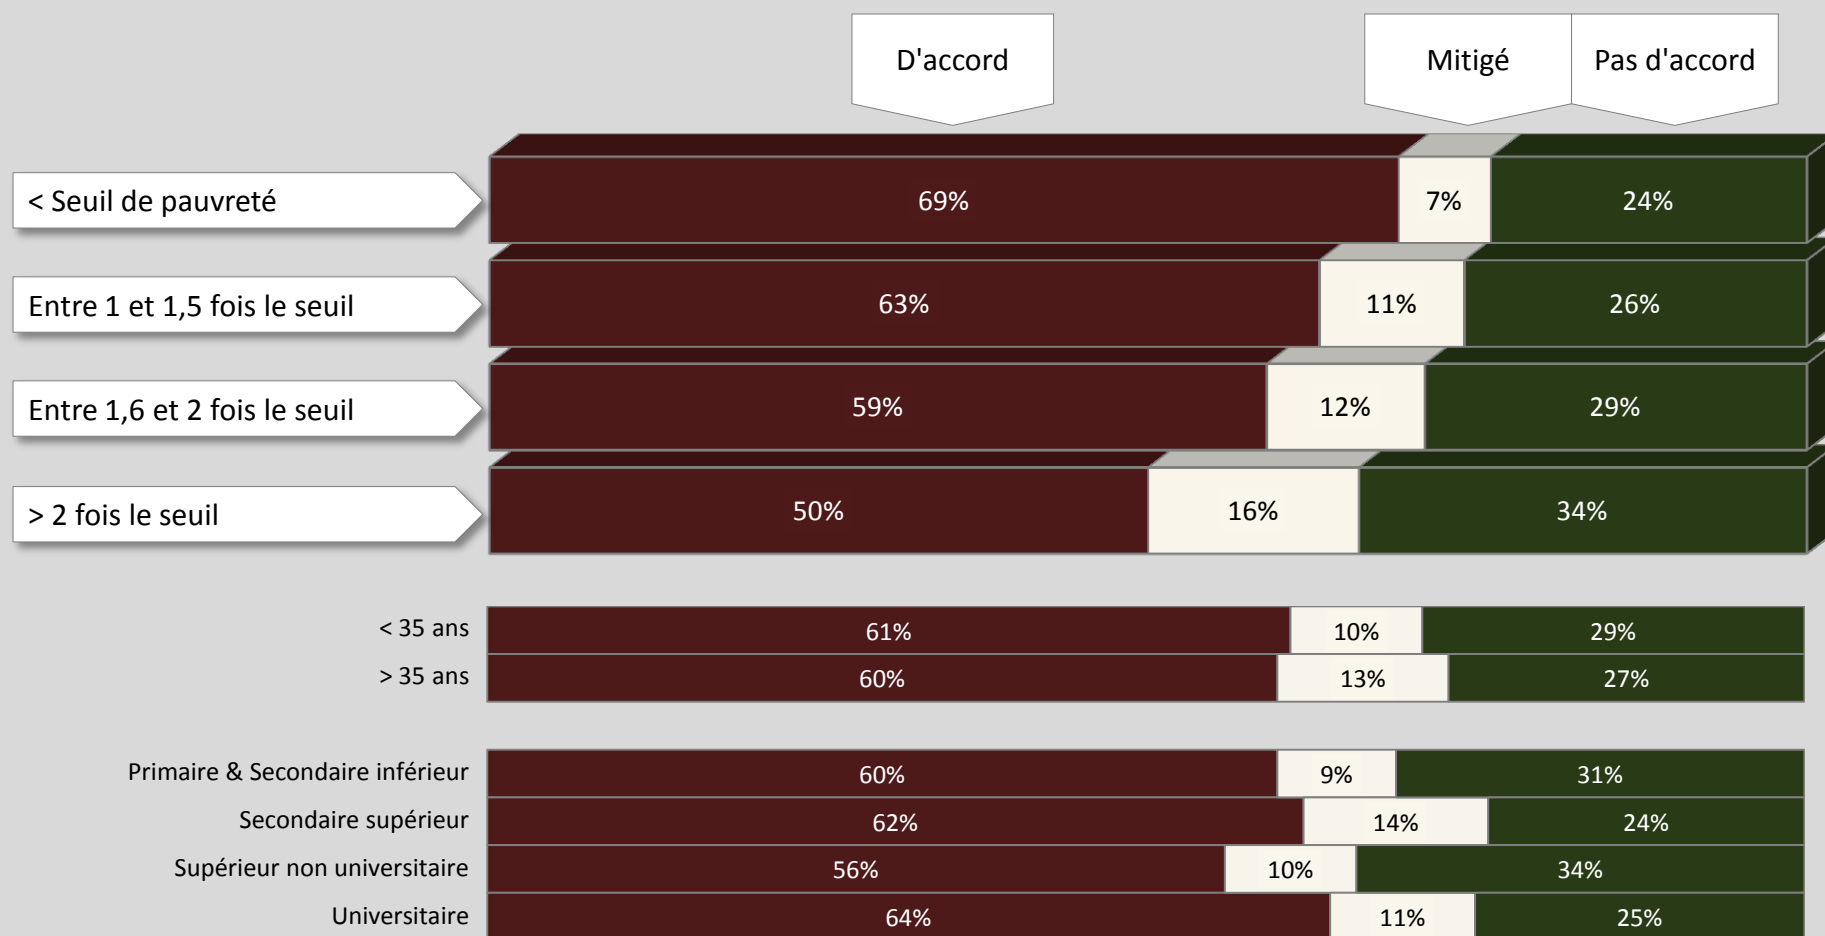 D'accord Mitigé Pas d'accord
< Seuil de pauvreté 69% 7% 24%
Entre 1 et 1,5 fois le seuil 63% 11% 26%
Entre 1,6 et 2 fois le seuil 59% 12% 29%
> 2 fois le seuil 50% 16% 34%
< 35 ans 61% 10% 29%
> 35 ans 60% 13% 27%
Primaire & Secondaire inférieur 60% 9% 31%
Secondaire supérieur 62% 14% 24%
Supérieur non universitaire 56% 10% 34%
Universitaire 64% 11% 25%